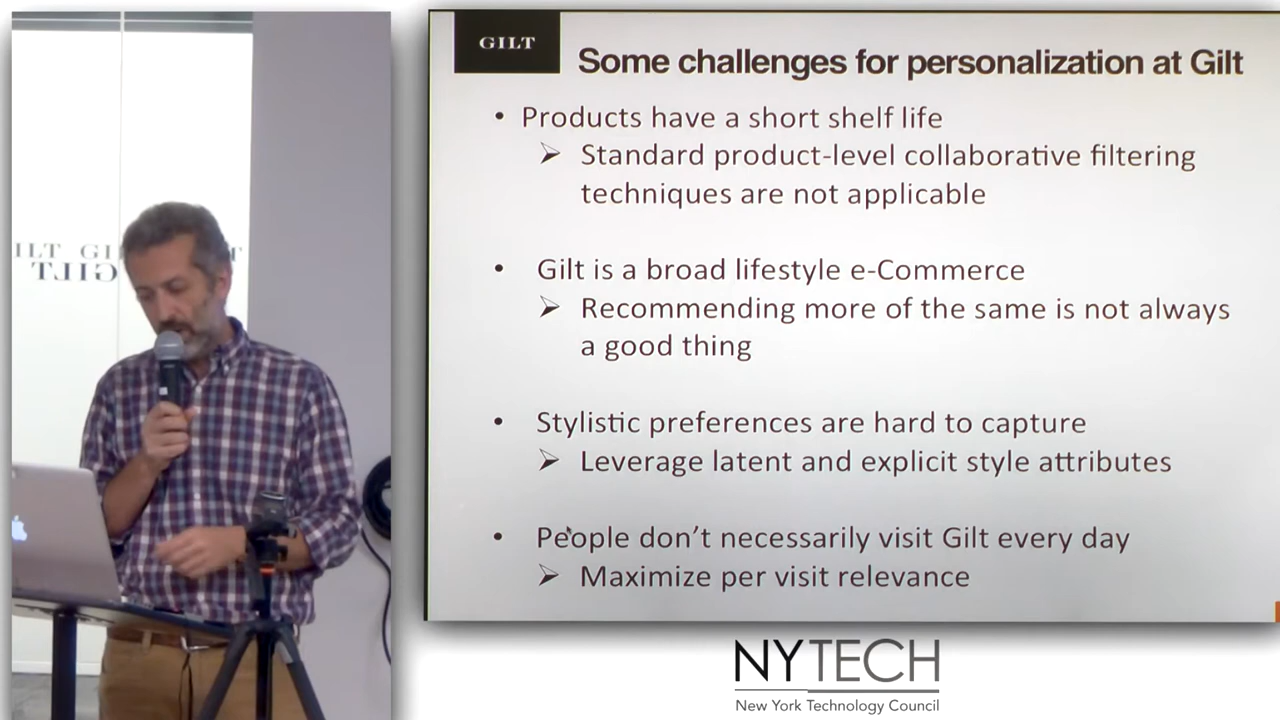 GILT
Some challenges for personalization at Gilt
• Products have a short shelf life
➢ Standard product-level collaborative filtering
techniques are not applicable
• Gilt is a broad lifestyle e-Commerce
➢ Recommending more of the same is not always
a good thing
• Stylistic preferences are hard to capture
➢ Leverage latent and explicit style attributes
• People don't necessarily visit Gilt every day
➢ Maximize per visit relevance
NYTECH
New York Technology Council